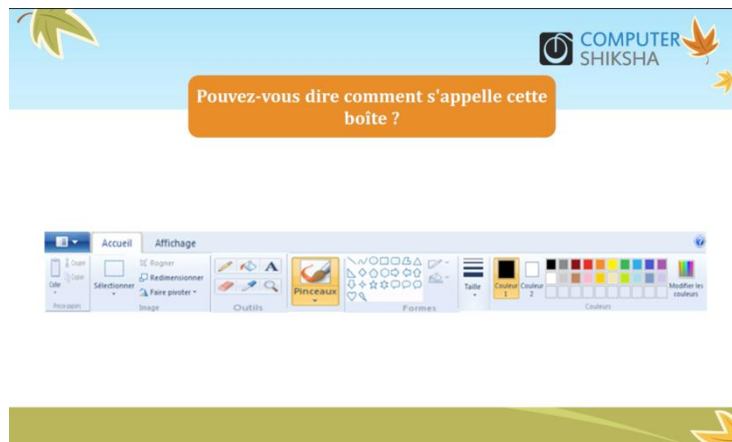 COMPUTER
SHIKSHA
Pouvez-vous dire comment s'appelle cette
boîte ?
Accueil Affichage
Couper
Copier
Coller
Presse-papiers
Sélectionner
Rogner
Redimensionner
Faire pivoter
Image
A
Outils
Pinceaux
Formes
Taille
Couleur
1
Couleur
2
Modifier les
couleurs
Couleurs